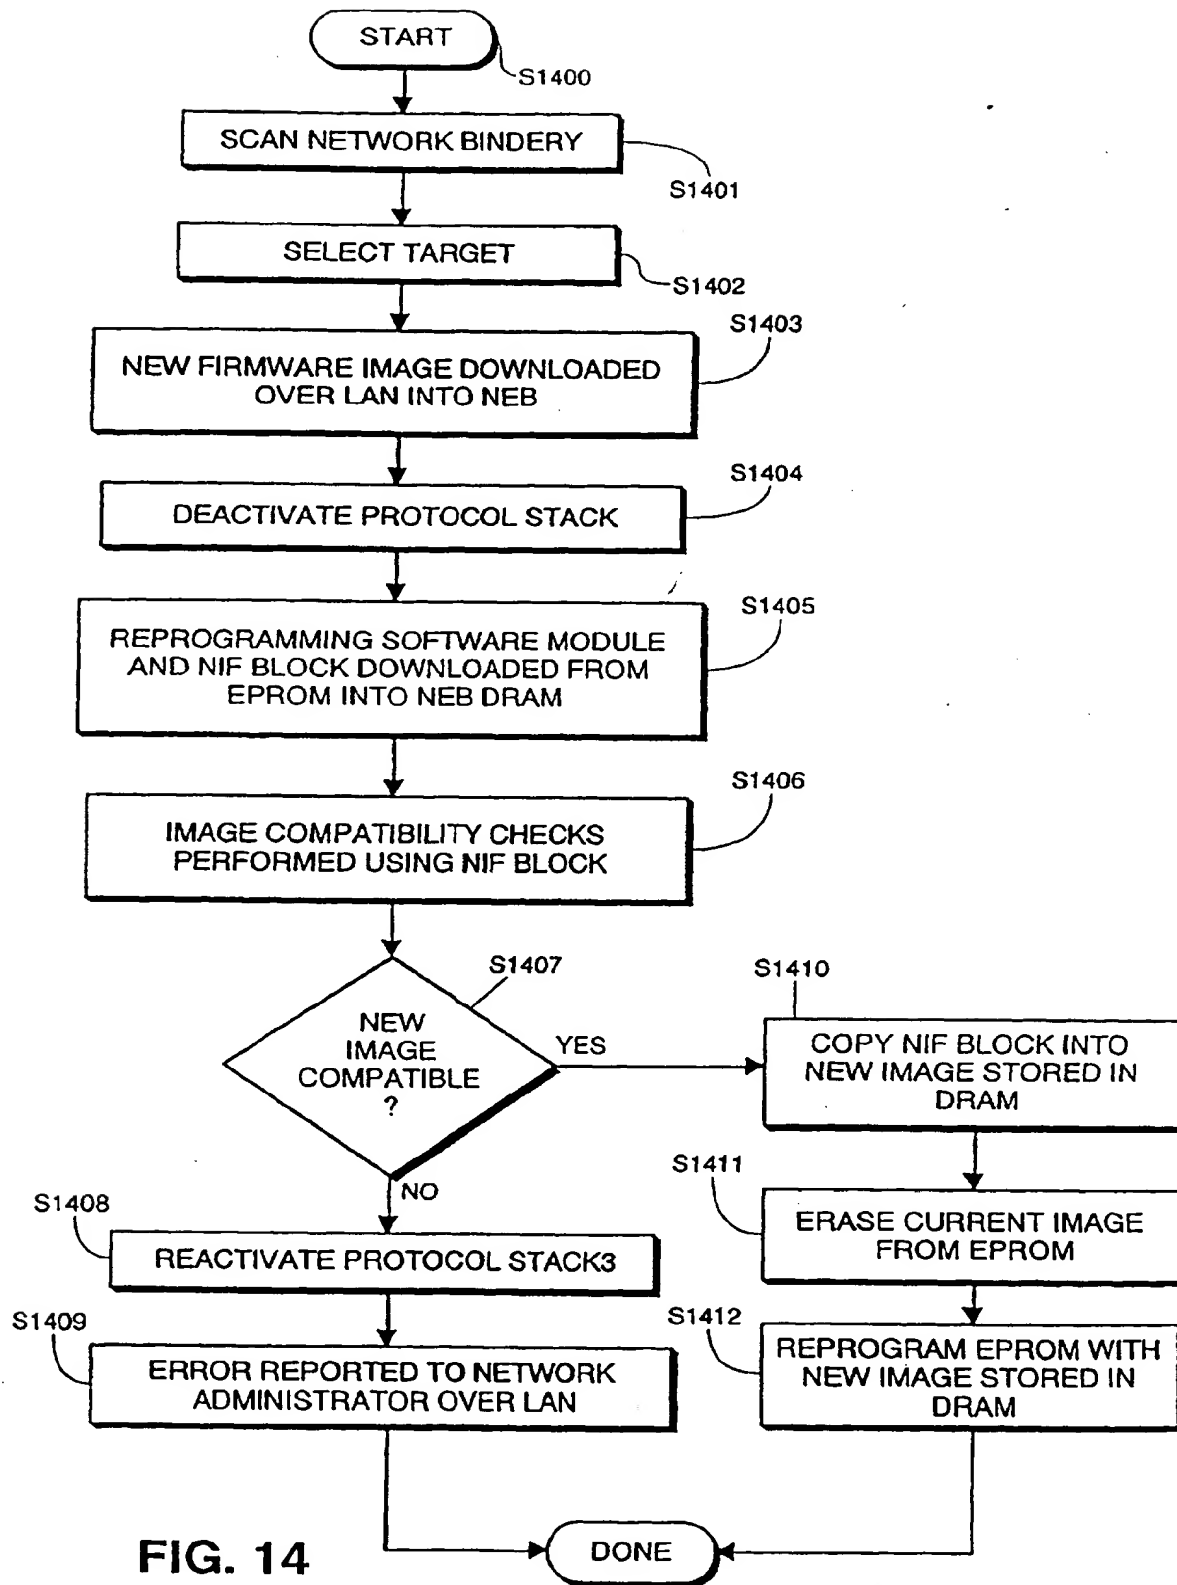 START
S1400
SCAN NETWORK BINDERY
S1401
SELECT TARGET
S1402
S1403
NEW FIRMWARE IMAGE DOWNLOADED
OVER LAN INTO NEB
S1404
DEACTIVATE PROTOCOL STACK
S1405
REPROGRAMMING SOFTWARE MODULE
AND NIF BLOCK DOWNLOADED FROM
EPROM INTO NEB DRAM
S1406
IMAGE COMPATIBILITY CHECKS
PERFORMED USING NIF BLOCK
S1407
NEW
IMAGE
COMPATIBLE
?
YES
NO
S1410
COPY NIF BLOCK INTO
NEW IMAGE STORED IN
DRAM
S1408
REACTIVATE PROTOCOL STACK3
S1411
ERASE CURRENT IMAGE
FROM EPROM
S1409
ERROR REPORTED TO NETWORK
ADMINISTRATOR OVER LAN
S1412
REPROGRAM EPROM WITH
NEW IMAGE STORED IN
DRAM
DONE
FIG. 14